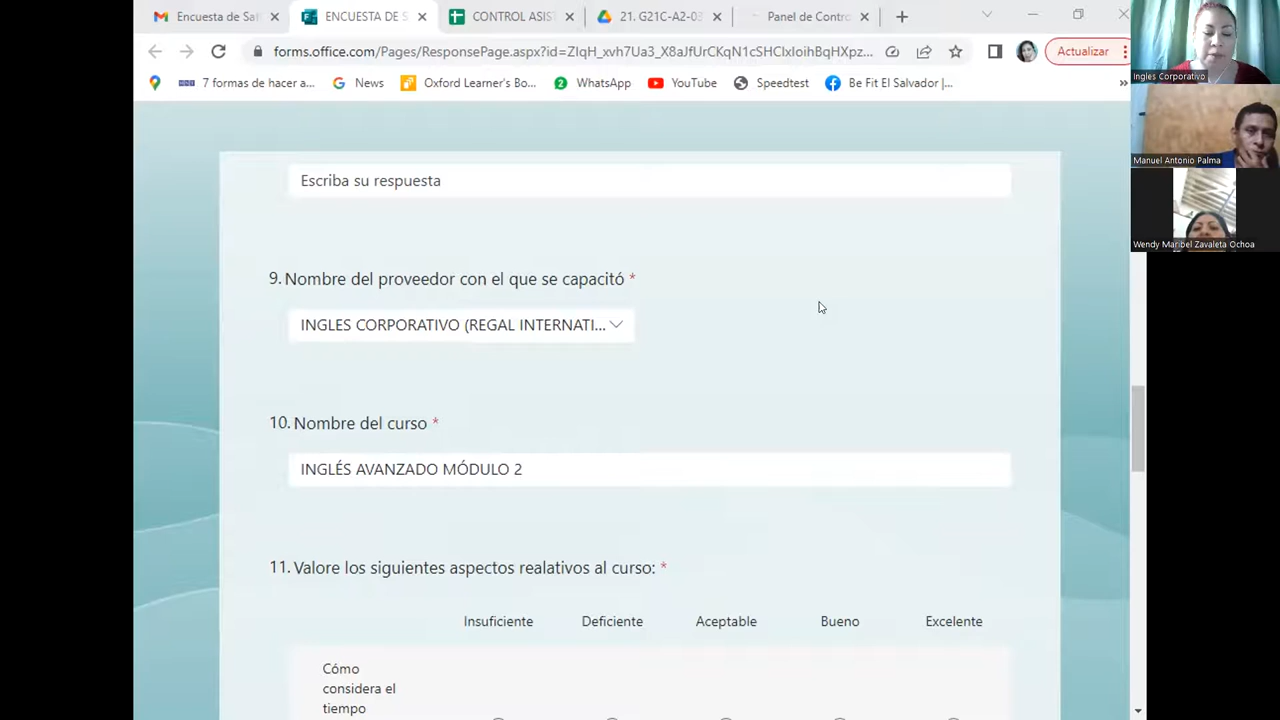 Encuesta de Sat
ENCUESTA DE S
CONTROL ASIS
21. G21C-A2-03
Panel de Contro
forms.office.com/Pages/ResponsePage.aspx?id=ZIqH_xvh7Ua3_X8aJfUrCKqN1cSHClxIoihBqHXpz...
Actualizar
7 formas de hacer a...
News
Oxford Learner's Bo...
2
WhatsApp
YouTube
Speedtest
Be Fit El Salvador |...
»
Ingles Corporativo
Manuel Antonio Palma
Wendy Maribel Zavaleta Ochoa
Escriba su respuesta
9. Nombre del proveedor con el que se capacitó *
INGLES CORPORATIVO (REGAL INTERNATI...
10. Nombre del curso *
INGLÉS AVANZADO MÓDULO 2
11. Valore los siguientes aspectos realativos al curso: *
Insuficiente Deficiente Aceptable Bueno Excelente
Cómo
considera el
tiempo